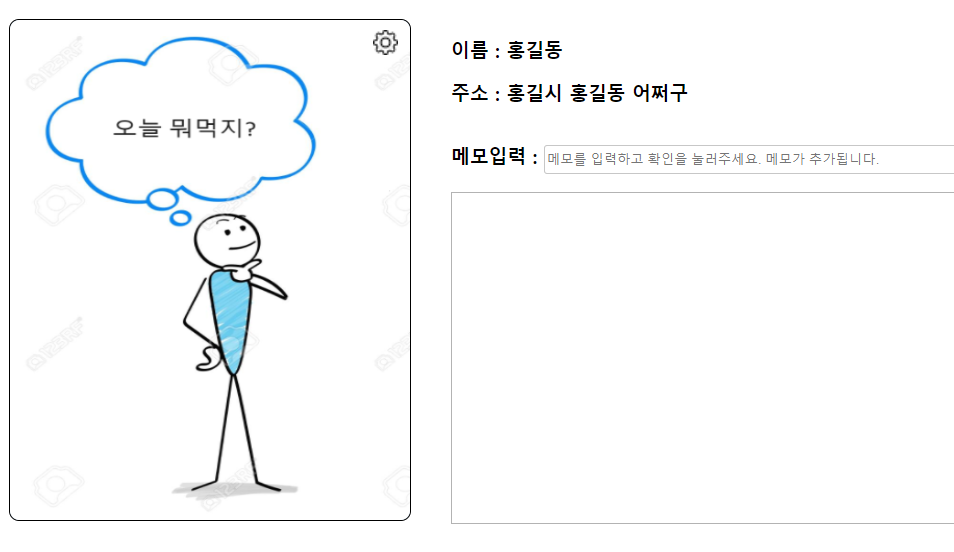 오늘 뭐먹지?
이름 : 홍길동
주소 : 홍길시 홍길동 어쩌구
메모입력 :
메모를 입력하고 확인을 눌러주세요. 메모가 추가됩니다.